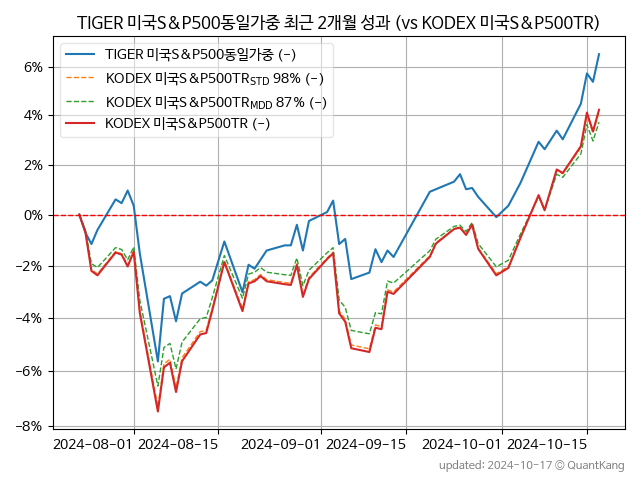 TIGER 미국S&P500동일가중 최근 2개월 성과 (vs KODEX 미국S&P500TR)
TIGER 미국S&P500동일가중 (-)
KODEX 미국S&P500TR_STD 98% (-)
KODEX 미국S&P500TR_MDD 87% (-)
KODEX 미국S&P500TR (-)
6%
4%
2%
0%
−2%
−4%
−6%
−8%
2024-08-01 2024-08-15 2024-09-01 2024-09-15 2024-10-01 2024-10-15
updated: 2024-10-17 © QuantKang